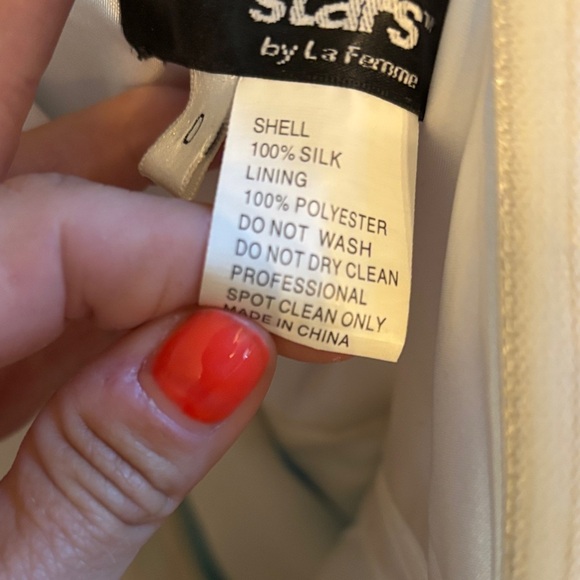 stars
by La Femme
0
SHELL
100% SILK
LINING
100% POLYESTER
DO NOT WASH
DO NOT DRY CLEAN
PROFESSIONAL
SPOT CLEAN ONLY
MADE IN CHINA